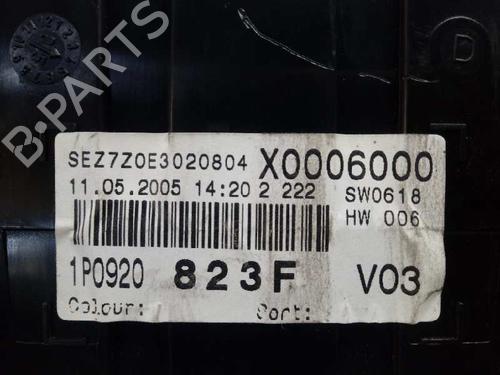 SEZ7Z0E3020804 X0006000
11.05.2005 14:20 2 222 SW0618
HW 006
1P0920 823F V03
Colour: Sort:
D
B-PARTS